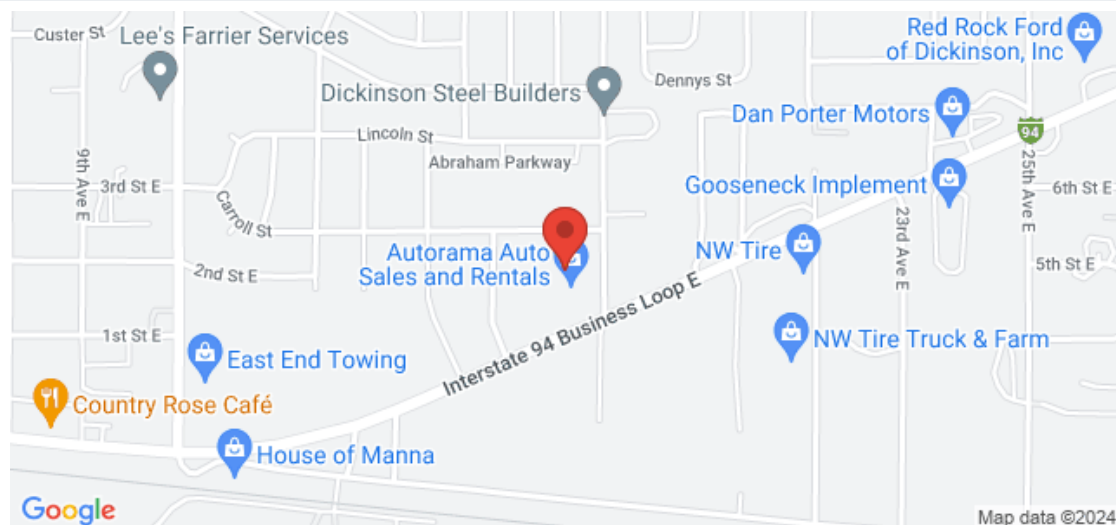 Custer St
Lee's Farrier Services
Red Rock Ford
of Dickinson, Inc
Dennys St
Dickinson Steel Builders
Dan Porter Motors
94
Lincoln St
Abraham Parkway
9th Ave E
25th Ave E
3rd St E
Gooseneck Implement
6th St E
Carroll St
23rd Ave E
Autorama Auto
Sales and Rentals
NW Tire
2nd St E
5th St E
1st St E
Interstate 94 Business Loop E
NW Tire Truck & Farm
East End Towing
Country Rose Café
House of Manna
Google
Map data ©2024